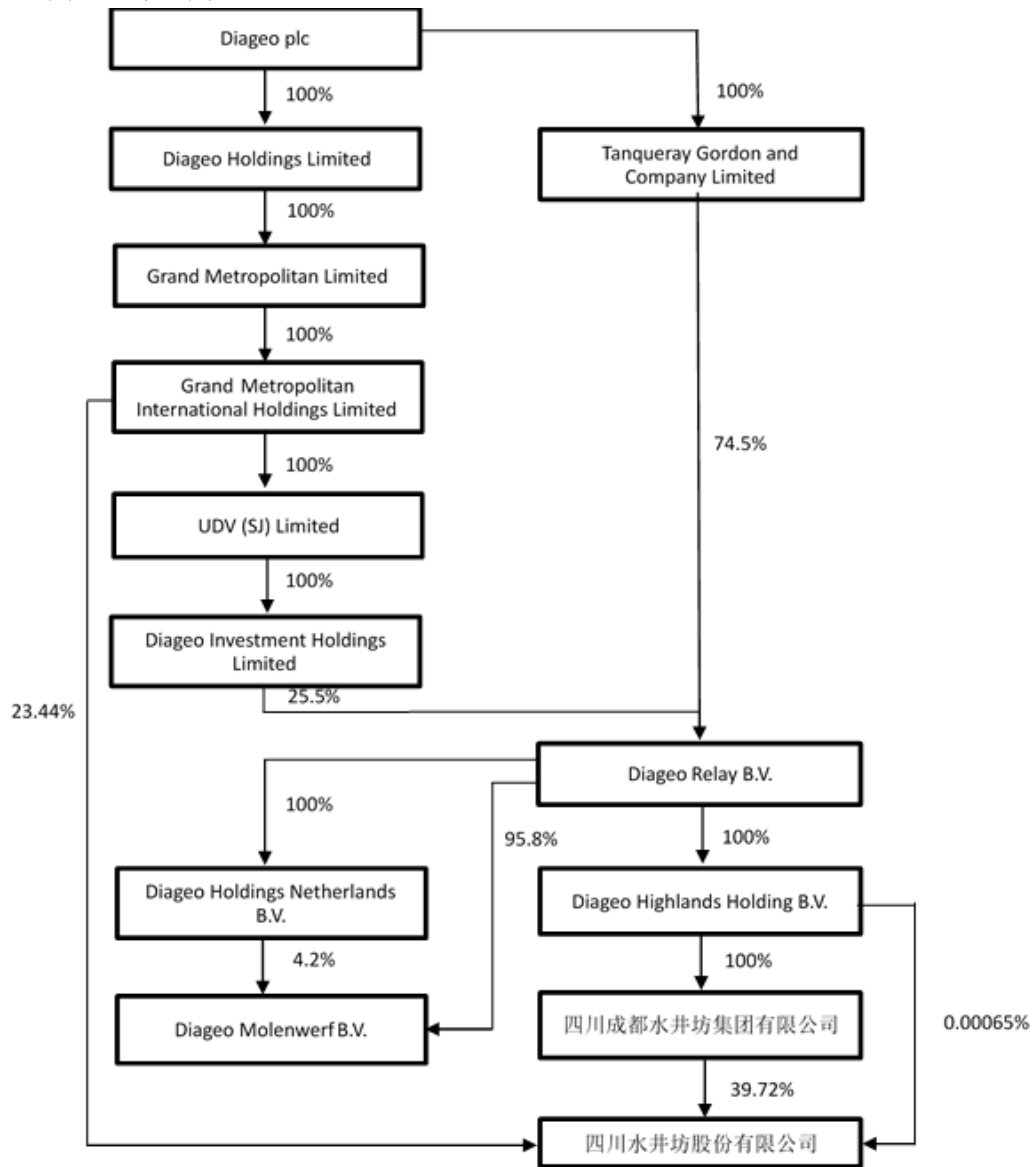 Diageo plc
100%
100%
Diageo Holdings Limited
Tanqueray Gordon and
Company Limited
100%
Grand Metropolitan Limited
100%
Grand Metropolitan
International Holdings Limited
74.5%
100%
UDV (SJ) Limited
100%
Diageo Investment Holdings
Limited
25.5%
23.44%
Diageo Relay B.V.
100%
95.8%
100%
Diageo Holdings Netherlands
B.V.
Diageo Highlands Holding B.V.
4.2%
100%
Diageo Molenwerf B.V.
四川成都水井坊集团有限公司
0.00065%
39.72%
四川水井坊股份有限公司